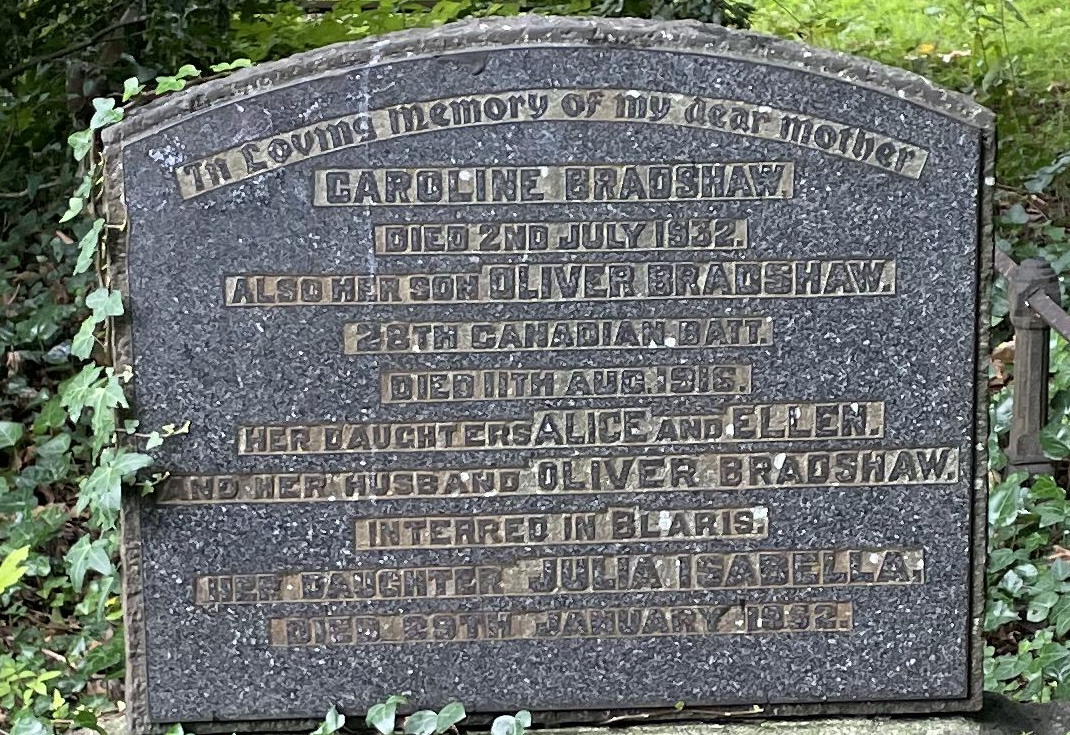 In Loving Memory of my dear mother
CAROLINE BRADSHAW
DIED 2ND JULY 1932.
ALSO HER SON OLIVER BRADSHAW.
28TH CANADIAN BATT.
DIED 11TH AUG. 1918.
HER DAUGHTERS ALICE AND ELLEN.
AND HER HUSBAND OLIVER BRADSHAW.
INTERRED IN BLARIS.
HER DAUGHTER JULIA ISABELLA,
DIED 29TH JANUARY 1952.